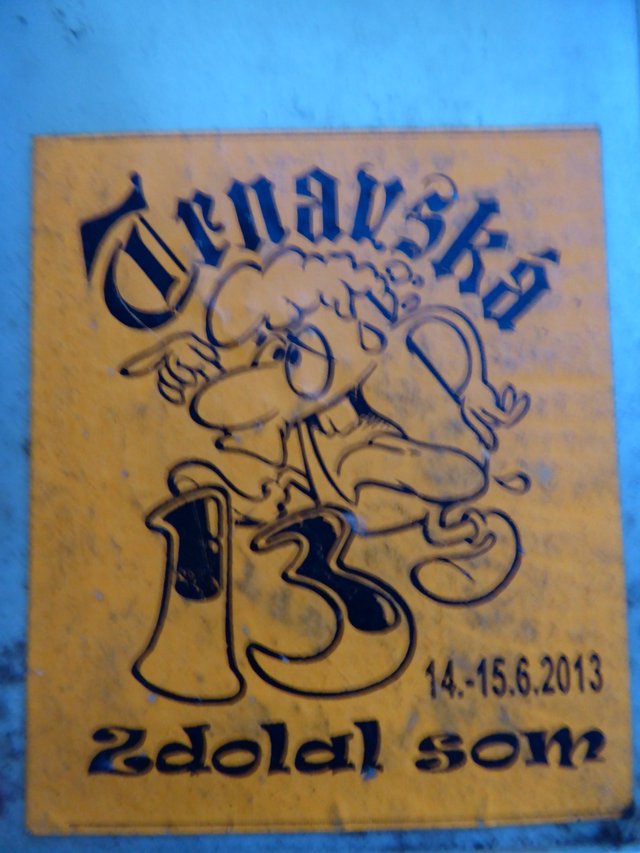 Trnavská
13
14.-15.6.2013
Zdolal som